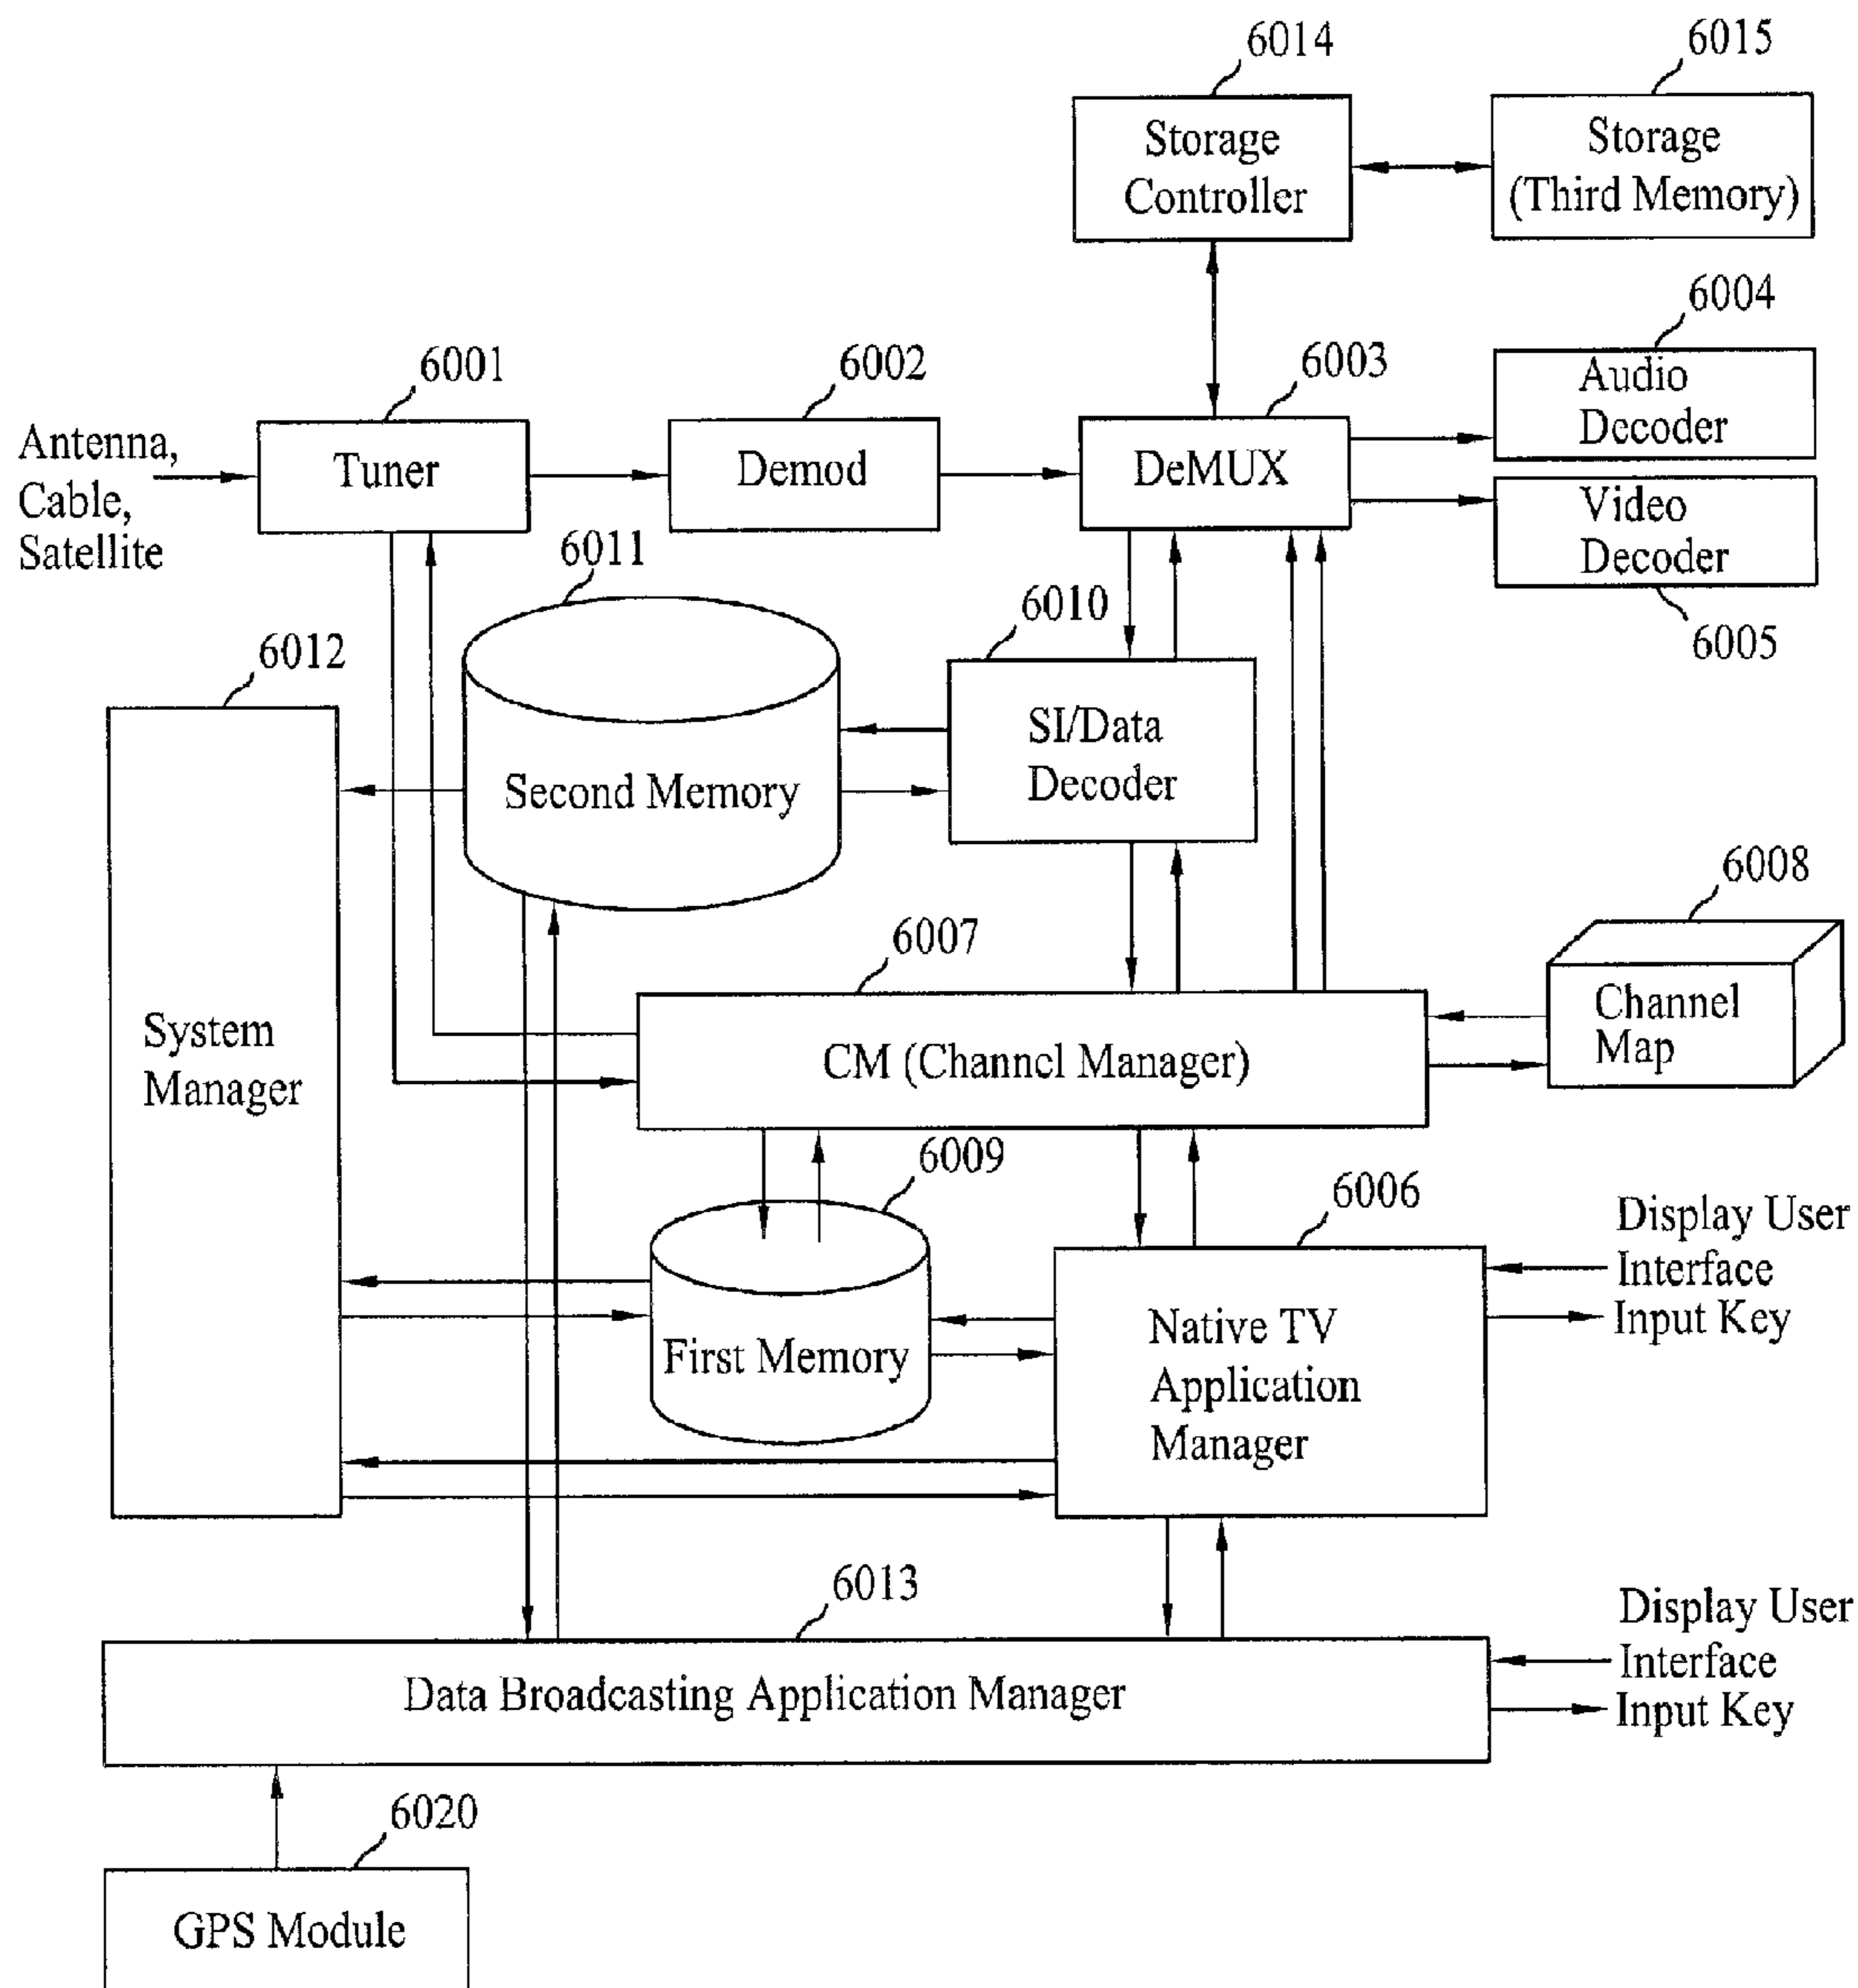 6014
6015
Storage
Controller
Storage
(Third Memory)
6004
6001
6002
6003
Audio
Decoder
Antenna,
Cable,
Satellite
Tuner
Demod
DeMUX
Video
Decoder
6005
6011
6010
6012
Second Memory
SI/Data
Decoder
6008
6007
Channel
Map
System
Manager
CM (Channel Manager)
6009
6006
Display User
Interface
Input Key
First Memory
Native TV
Application
Manager
6013
Display User
Interface
Input Key
Data Broadcasting Application Manager
6020
GPS Module